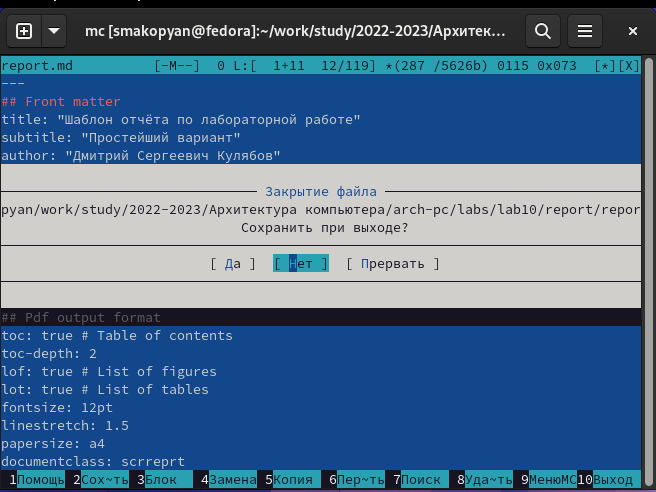 mc [smakopyan@fedora]:~/work/study/2022-2023/Архитек...
report.md [-M--] 0 L:[ 1+11 12/119] *(287 /5626b) 0115 0x073 [*][X]
---
## Front matter
title: "Шаблон отчёта по лабораторной работе"
subtitle: "Простейший вариант"
author: "Дмитрий Сергеевич Кулябов"
Закрытие файла
pyan/work/study/2022-2023/Архитектура компьютера/arch-pc/labs/lab10/report/repor
Сохранить при выходе?
[ Да ] [ Нет ] [ Прервать ]
## Pdf output format
toc: true # Table of contents
toc-depth: 2
lof: true # List of figures
lot: true # List of tables
fontsize: 12pt
linestretch: 1.5
papersize: a4
documentclass: scrreprt
1Помощь 2Сох~ть 3Блок 4Замена 5Копия 6Пер~ть 7Поиск 8Уда~ть 9МенюMC 10Выход